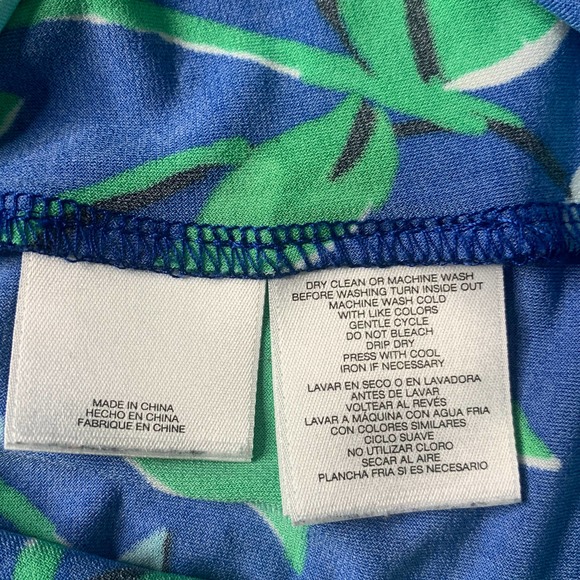 MADE IN CHINA
HECHO EN CHINA
FABRIQUE EN CHINE
DRY CLEAN OR MACHINE WASH
BEFORE WASHING TURN INSIDE OUT
MACHINE WASH COLD
WITH LIKE COLORS
GENTLE CYCLE
DO NOT BLEACH
DRIP DRY
PRESS WITH COOL
IRON IF NECESSARY
LAVAR EN SECO O EN LAVADORA
ANTES DE LAVAR
VOLTEAR AL REVÉS
LAVAR A MÁQUINA CON AGUA FRIA
CON COLORES SIMILARES
CICLO SUAVE
NO UTILIZAR CLORO
SECAR AL AIRE
PLANCHA FRIA SI ES NECESARIO